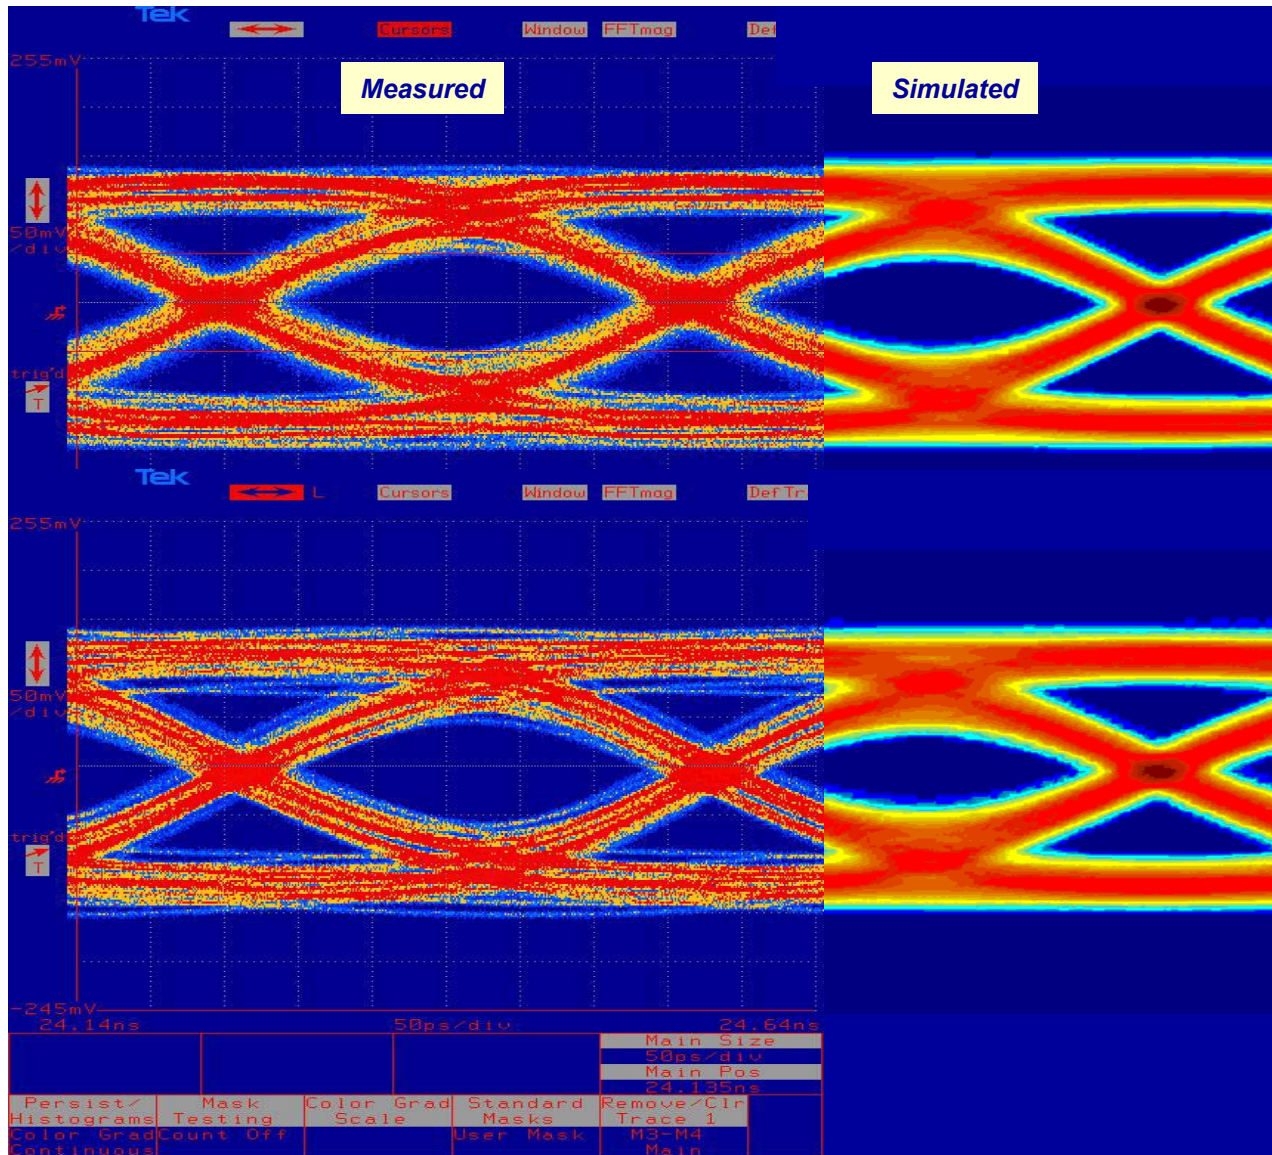 Tek
Cursors Window FFTmag Def
255mV
Measured Simulated
50mV
/div
trig'd
T
Tek
L Cursors Window FFTmag DefTr
255mV
50mV
/div
trig'd
T
-245mV
24.14ns 50ps/div 24.64ns
Main Size
50ps/div
Main Pos
24.135ns
Persist/ Mask Color Grad Standard Remove/Clr
Histograms Testing Scale Masks Trace 1
Color Grad Count Off User Mask M3-M4
Continuous Main